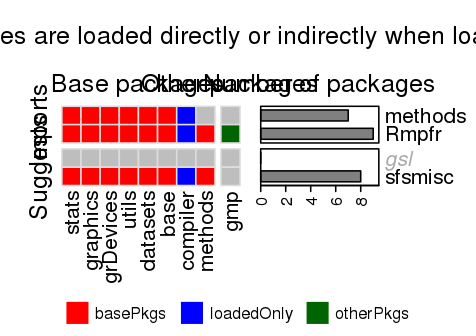 es are loaded directly or indirectly when loa
Base packages Other packages Number of packages
Imports
Suggests
methods
Rmpfr
gsl
sfsmisc
stats
graphics
grDevices
utils
datasets
base
compiler
methods
gmp
0 2 4 6 8
basePkgs loadedOnly otherPkgs